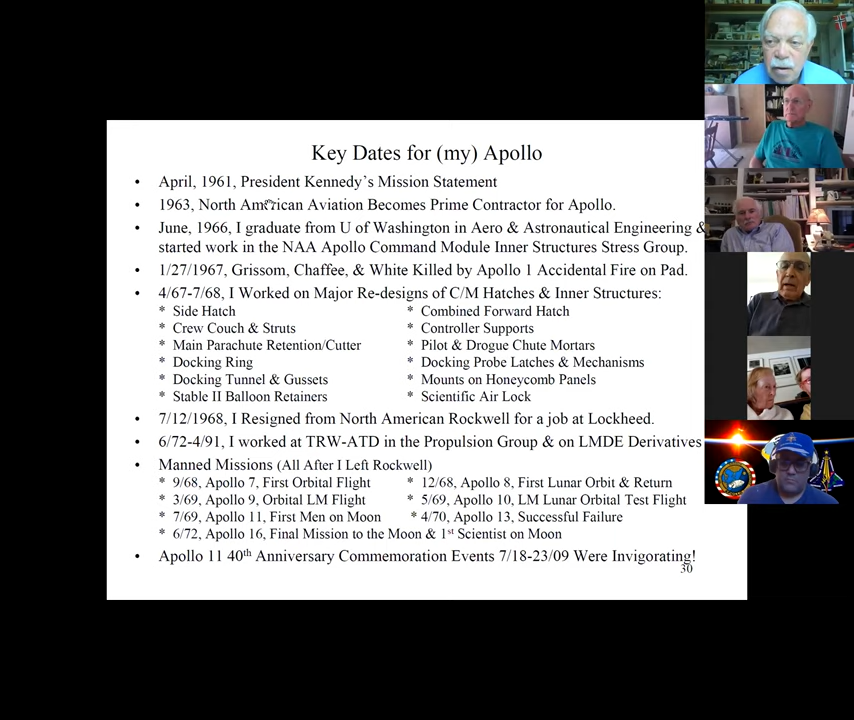 Key Dates for (my) Apollo
• April, 1961, President Kennedy's Mission Statement
• 1963, North American Aviation Becomes Prime Contractor for Apollo.
• June, 1966, I graduate from U of Washington in Aero & Astronautical Engineering &
started work in the NAA Apollo Command Module Inner Structures Stress Group.
• 1/27/1967, Grissom, Chaffee, & White Killed by Apollo 1 Accidental Fire on Pad.
• 4/67-7/68, I Worked on Major Re-designs of C/M Hatches & Inner Structures:
* Side Hatch * Combined Forward Hatch
* Crew Couch & Struts * Controller Supports
* Main Parachute Retention/Cutter * Pilot & Drogue Chute Mortars
* Docking Ring * Docking Probe Latches & Mechanisms
* Docking Tunnel & Gussets * Mounts on Honeycomb Panels
* Stable II Balloon Retainers * Scientific Air Lock
• 7/12/1968, I Resigned from North American Rockwell for a job at Lockheed.
• 6/72-4/91, I worked at TRW-ATD in the Propulsion Group & on LMDE Derivatives
• Manned Missions (All After I Left Rockwell)
* 9/68, Apollo 7, First Orbital Flight * 12/68, Apollo 8, First Lunar Orbit & Return
* 3/69, Apollo 9, Orbital LM Flight * 5/69, Apollo 10, LM Lunar Orbital Test Flight
* 7/69, Apollo 11, First Men on Moon * 4/70, Apollo 13, Successful Failure
* 6/72, Apollo 16, Final Mission to the Moon & 1st Scientist on Moon
• Apollo 11 40th Anniversary Commemoration Events 7/18-23/09 Were Invigorating!
30